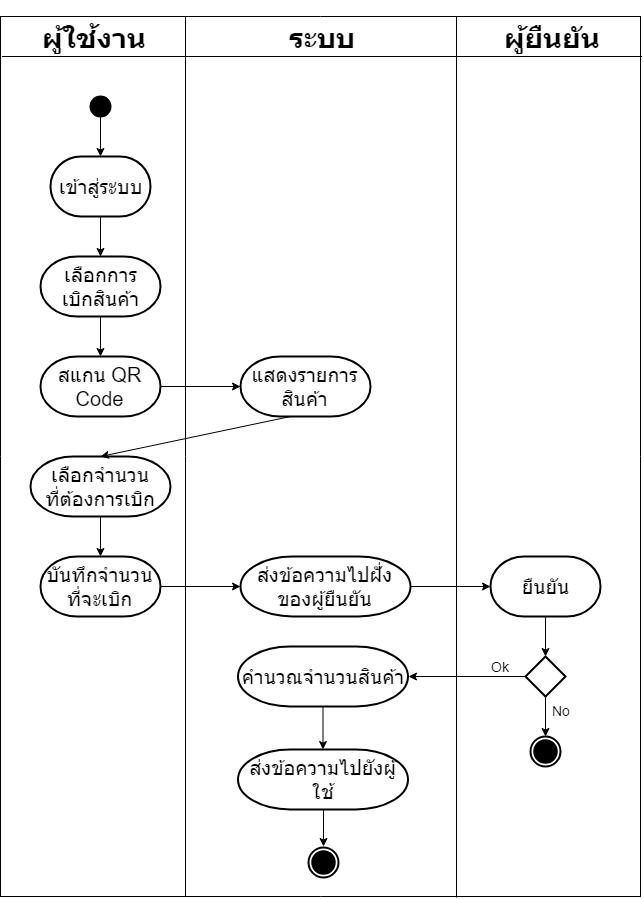 ผู้ใช้งาน
ระบบ
ผู้ยืนยัน
เข้าสู่ระบบ
เลือกการ
เบิกสินค้า
สแกน QR
Code
แสดงรายการ
สินค้า
เลือกจำนวน
ที่ต้องการเบิก
บันทึกจำนวน
ที่จะเบิก
ส่งข้อความไปฝั่ง
ของผู้ยืนยัน
ยืนยัน
Ok
คำนวณจำนวนสินค้า
No
ส่งข้อความไปยังผู้
ใช้